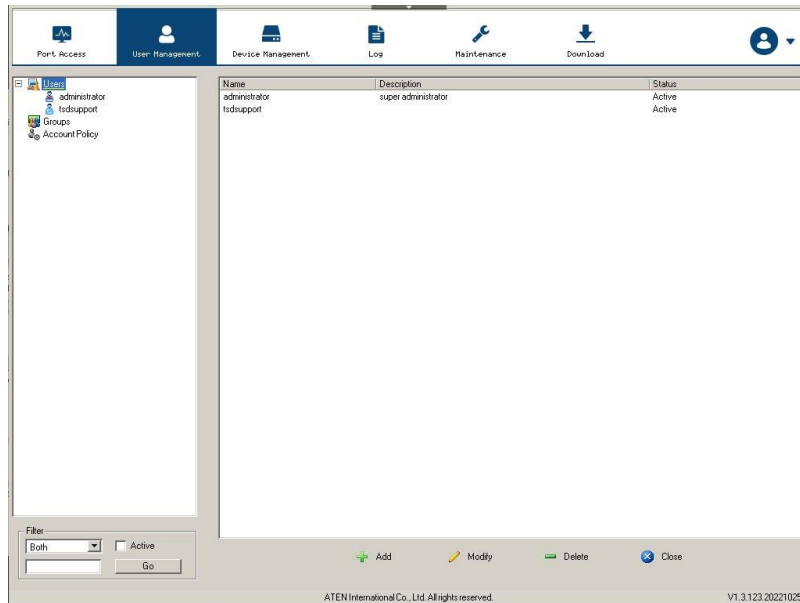 Port Access User Management Device Management Log Maintenance Download
Users
administrator
tsdsupport
Groups
Account Policy
Name Description Status
administrator super administrator Active
tsdsupport Active
Filter
Both Active
Go
Add Modify Delete Close
ATEN International Co., Ltd. All rights reserved. V1.3.123.20221025